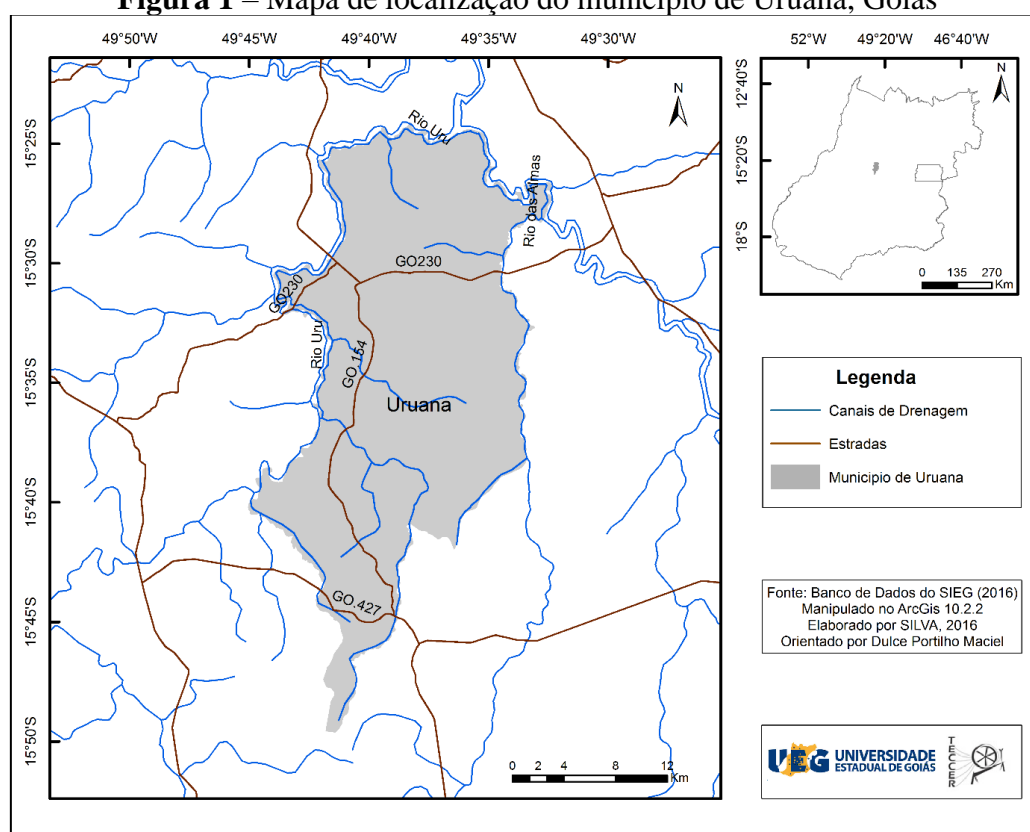 Figura 1 – Mapa de localização do município de Uruana, Goiás
49°50'W 49°45'W 49°40'W 49°35'W 49°30'W
52°W 49°20'W 46°40'W
N
N
12°40'S
15°20'S
18°S
0 135 270
Km
15°25'S
15°30'S
15°35'S
15°40'S
15°45'S
15°50'S
Rio Uru
Rio das Almas
GO230
GO230
Rio Uru
GO 154
Uruana
GO.427
0 2 4 8 12
Km
Legenda
Canais de Drenagem
Estradas
Municipio de Uruana
Fonte: Banco de Dados do SIEG (2016)
Manipulado no ArcGis 10.2.2
Elaborado por SILVA, 2016
Orientado por Dulce Portilho Maciel
UEG UNIVERSIDADE
ESTADUAL DE GOIÁS
TECCER